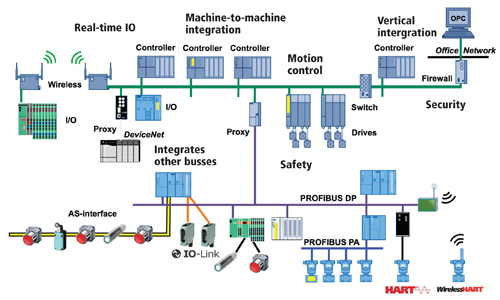 Real-time IO
Machine-to-machine
integration
Vertical
intergration
OPC
Office
Network
Controller
Controller
Controller
Controller
Motion
control
Firewall
Wireless
I/O
I/O
Switch
Security
Proxy
DeviceNet
Proxy
Drives
Integrates
other busses
Safety
PROFIBUS DP
AS-interface
IO-Link
PROFIBUS PA
HART
WirelessHART